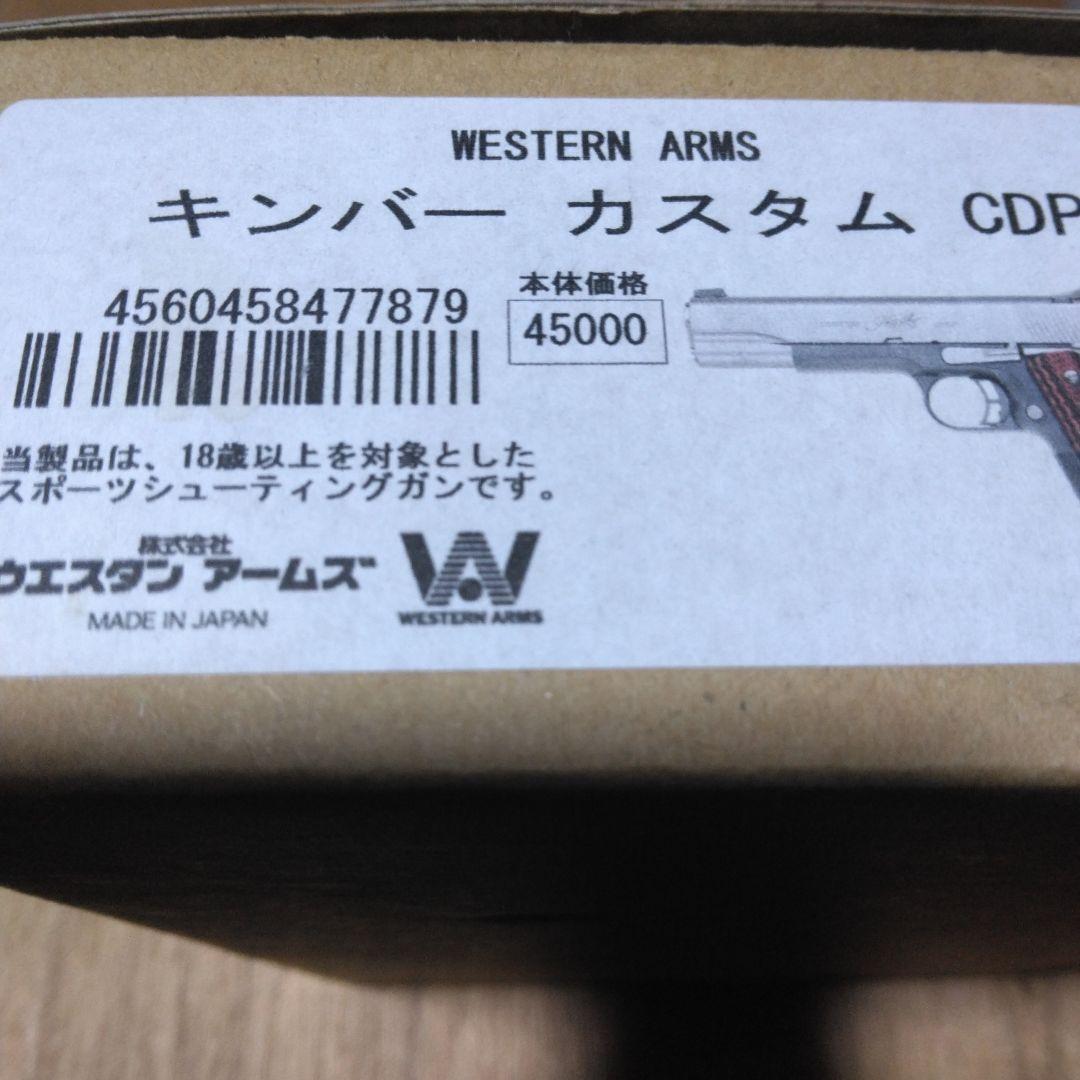 WESTERN ARMS
キンバー カスタム CDP
4560458477879
本体価格
45000
当製品は、18歳以上を対象とした
スポーツシューティングガンです。
株式会社
ウエスタン アームズ
MADE IN JAPAN
WESTERN ARMS